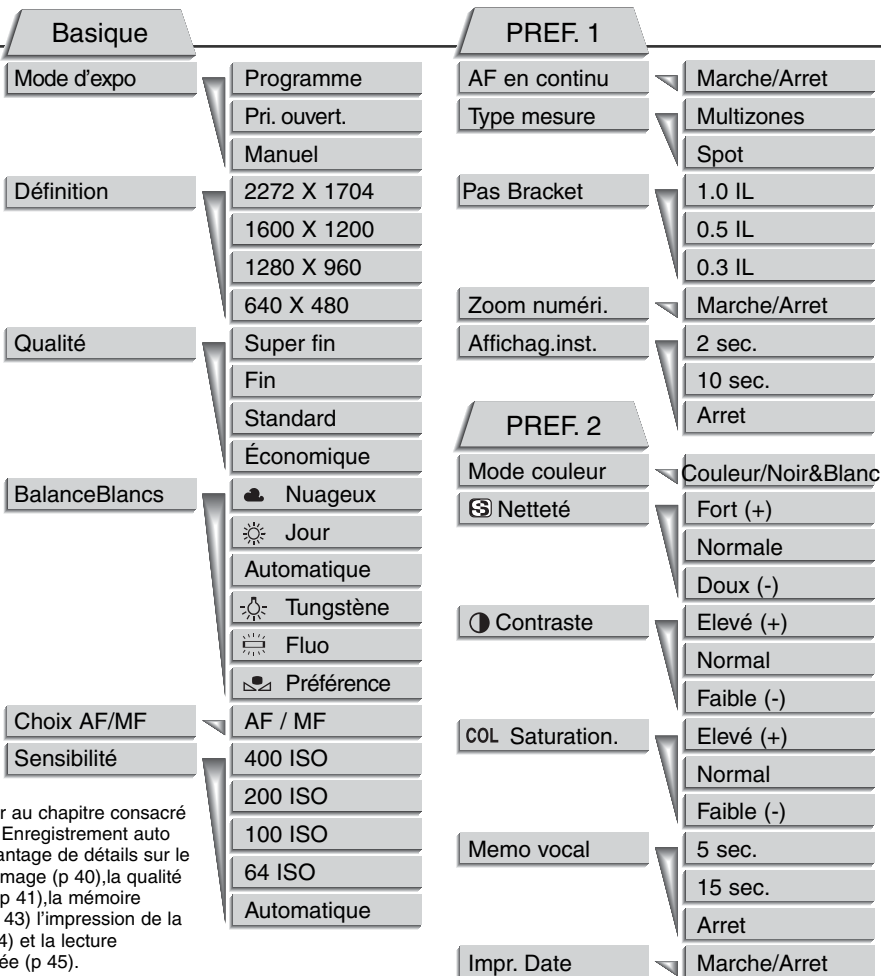 Basique
Mode d'expo
Programme
Pri. ouvert.
Manuel
Définition
2272 X 1704
1600 X 1200
1280 X 960
640 X 480
Qualité
Super fin
Fin
Standard
Économique
BalanceBlancs
Nuageux
Jour
Automatique
Tungstène
Fluo
Préférence
Choix AF/MF
AF / MF
Sensibilité
400 ISO
200 ISO
100 ISO
64 ISO
Automatique
r au chapitre consacré
Enregistrement auto
antage de détails sur le
mage (p 40),la qualité
p 41),la mémoire
43) l'impression de la
4) et la lecture
ée (p 45).
PREF. 1
AF en continu
Marche/Arret
Type mesure
Multizones
Spot
Pas Bracket
1.0 IL
0.5 IL
0.3 IL
Zoom numéri.
Marche/Arret
Affichag.inst.
2 sec.
10 sec.
Arret
PREF. 2
Mode couleur
Couleur/Noir&Blanc
S Netteté
Fort (+)
Normale
Doux (-)
Contraste
Elevé (+)
Normal
Faible (-)
COL Saturation.
Elevé (+)
Normal
Faible (-)
Memo vocal
5 sec.
15 sec.
Arret
Impr. Date
Marche/Arret